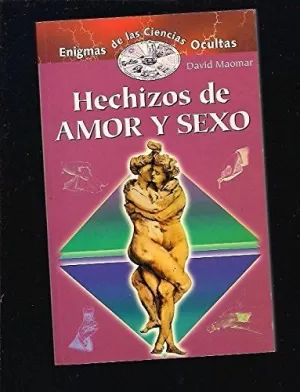 Enigmas de las Ciencias Ocultas
David Maomar
Hechizos de
AMOR Y SEXO